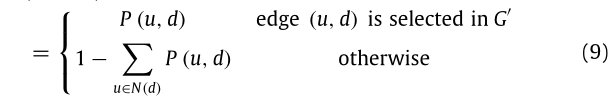 = { P (u, d) edge (u, d) is selected in G′
1 − ∑ P (u, d) otherwise (9)
u∈N(d)